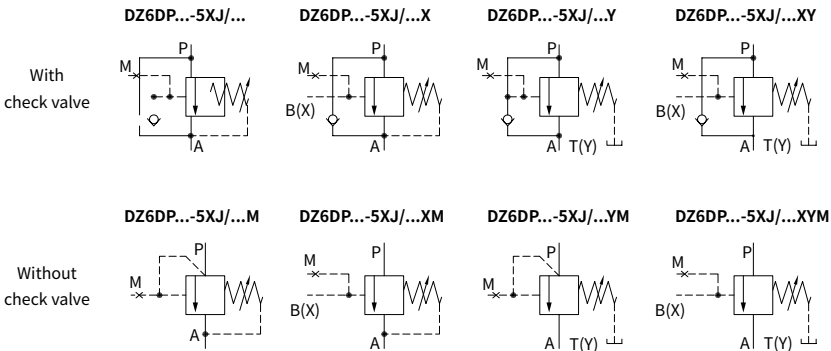 DZ6DP...-5XJ/... DZ6DP...-5XJ/...X DZ6DP...-5XJ/...Y DZ6DP...-5XJ/...XY
With
check valve
P P P P
M M M M
B(X) B(X)
A A A T(Y) A T(Y)
DZ6DP...-5XJ/...M DZ6DP...-5XJ/...XM DZ6DP...-5XJ/...YM DZ6DP...-5XJ/...XYM
Without
check valve
P P P P
M M M M
B(X) B(X)
A A A T(Y) A T(Y)